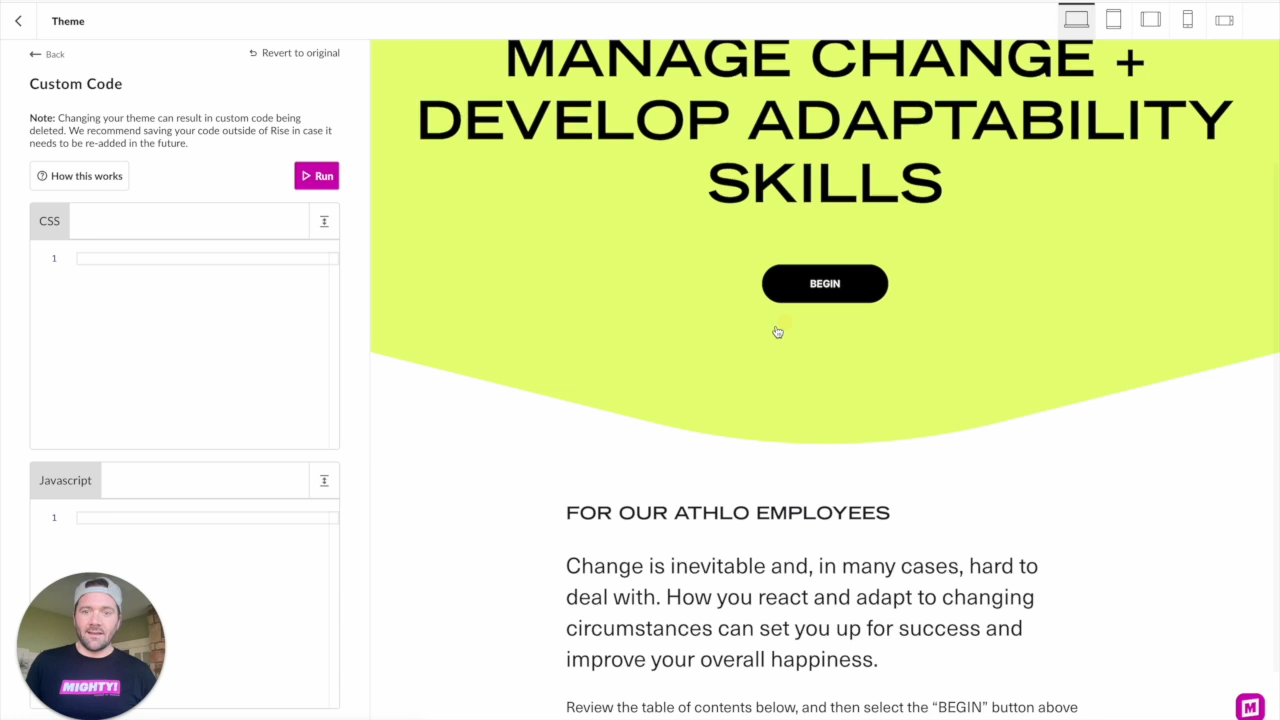 Theme
Back
Revert to original
Custom Code
Note: Changing your theme can result in custom code being
deleted. We recommend saving your code outside of Rise in case it
needs to be re-added in the future.
How this works
Run
CSS
1
Javascript
1
MIGHTY!
MANAGE CHANGE +
DEVELOP ADAPTABILITY
SKILLS
BEGIN
FOR OUR ATHLO EMPLOYEES
Change is inevitable and, in many cases, hard to
deal with. How you react and adapt to changing
circumstances can set you up for success and
improve your overall happiness.
Review the table of contents below, and then select the “BEGIN” button above
M